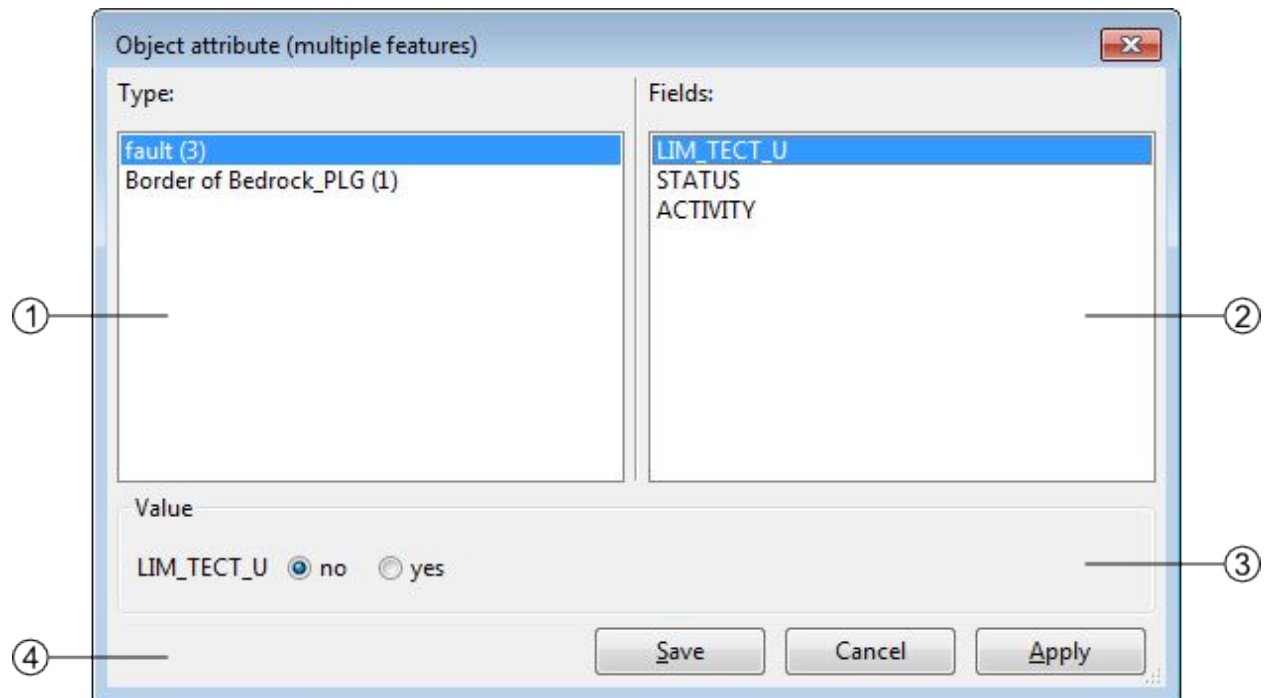 Object attribute (multiple features)
Type:
Fields:
fault (3)
Border of Bedrock_PLG (1)
LIM_TECT_U
STATUS
ACTIVITY
1
2
Value
LIM_TECT_U no yes
3
4
Save Cancel Apply